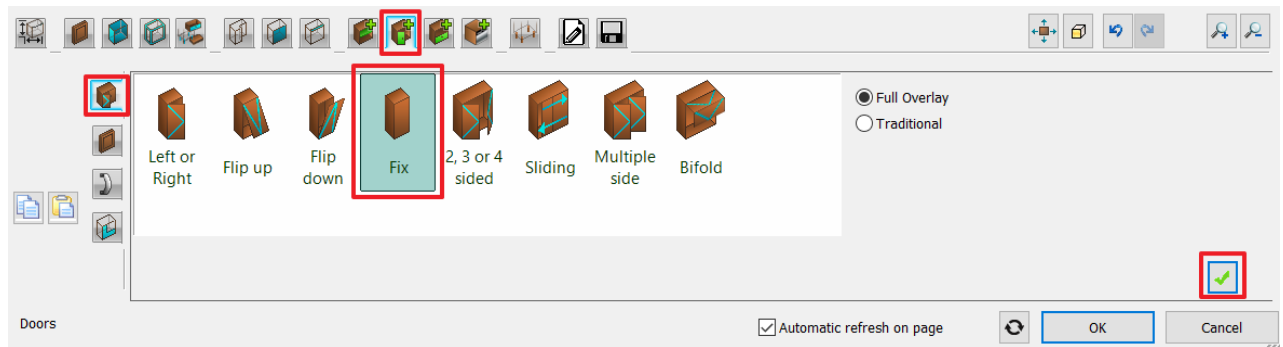 Left or
Right
Flip up
Flip
down
Fix
2, 3 or 4
sided
Sliding
Multiple
side
Bifold
Full Overlay
Traditional
Doors
Automatic refresh on page
OK
Cancel